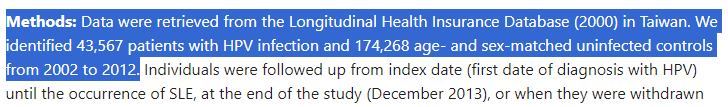 Methods: Data were retrieved from the Longitudinal Health Insurance Database (2000) in Taiwan. We
identified 43,567 patients with HPV infection and 174,268 age- and sex-matched uninfected controls
from 2002 to 2012. Individuals were followed up from index date (first date of diagnosis with HPV)
until the occurrence of SLE, at the end of the study (December 2013), or when they were withdrawn